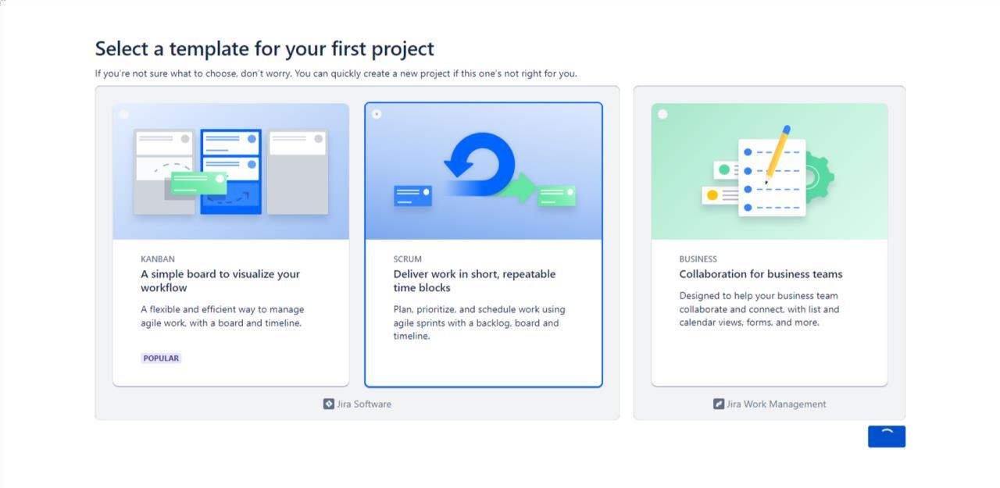 Select a template for your first project
If you're not sure what to choose, don't worry. You can quickly create a new project if this one's not right for you.
KANBAN
A simple board to visualize your
workflow
A flexible and efficient way to manage
agile work, with a board and timeline.
POPULAR
SCRUM
Deliver work in short, repeatable
time blocks
Plan, prioritize, and schedule work using
agile sprints with a backlog, board and
timeline.
Jira Software
BUSINESS
Collaboration for business teams
Designed to help your business team
collaborate and connect, with list and
calendar views, forms, and more.
Jira Work Management